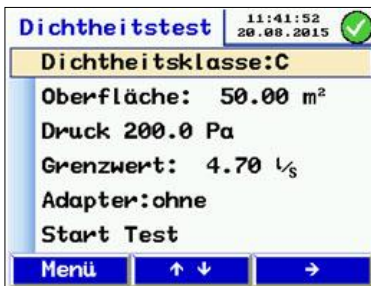 Dichtheitstest
11:41:52
20.08.2015
Dichtheitsklasse:C
Oberfläche: 50.00 m²
Druck 200.0 Pa
Grenzwert: 4.70 l/s
Adapter:ohne
Start Test
Menü ↑ ↓ →